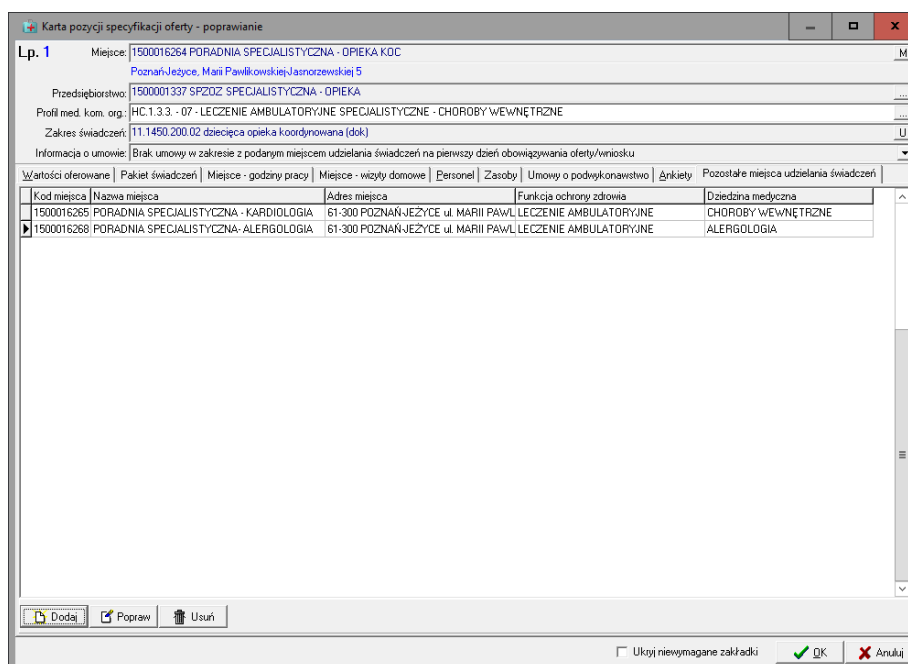 Karta pozycji specyfikacji oferty - poprawianie
Lp. 1 Miejsce: 1500016264 PORADNIA SPECJALISTYCZNA - OPIEKA KOC M
Poznań-Jeżyce, Marii Pawlikowskiej-Jasnorzewskiej 5
Przedsiębiorstwo: 1500001337 SPZOZ SPECJALISTYCZNA - OPIEKA ...
Profil med. kom. org.: HC.1.3.3. - 07 - LECZENIE AMBULATORYJNE SPECJALISTYCZNE - CHOROBY WEWNĘTRZNE ...
Zakres świadczeń: 11.1450.200.02 dziecięca opieka koordynowana (dok) U
Informacja o umowie: Brak umowy w zakresie z podanym miejscem udzielania świadczeń na pierwszy dzień obowiązywania oferty/wniosku
Wartości oferowane Pakiet świadczeń Miejsce - godziny pracy Miejsce - wizyty domowe Personel Zasoby Umowy o podwykonawstwo Ankiety Pozostałe miejsca udzielania świadczeń
Kod miejsca Nazwa miejsca Adres miejsca Funkcja ochrony zdrowia Dziedzina medyczna
1500016265 PORADNIA SPECJALISTYCZNA - KARDIOLOGIA 61-300 POZNAŃ-JEŻYCE ul. MARII PAWL LECZENIE AMBULATORYJNE CHOROBY WEWNĘTRZNE
1500016268 PORADNIA SPECJALISTYCZNA- ALERGOLOGIA 61-300 POZNAŃ-JEŻYCE ul. MARII PAWL LECZENIE AMBULATORYJNE ALERGOLOGIA
Dodaj Popraw Usuń
Ukryj niewymagane zakładki OK Anuluj